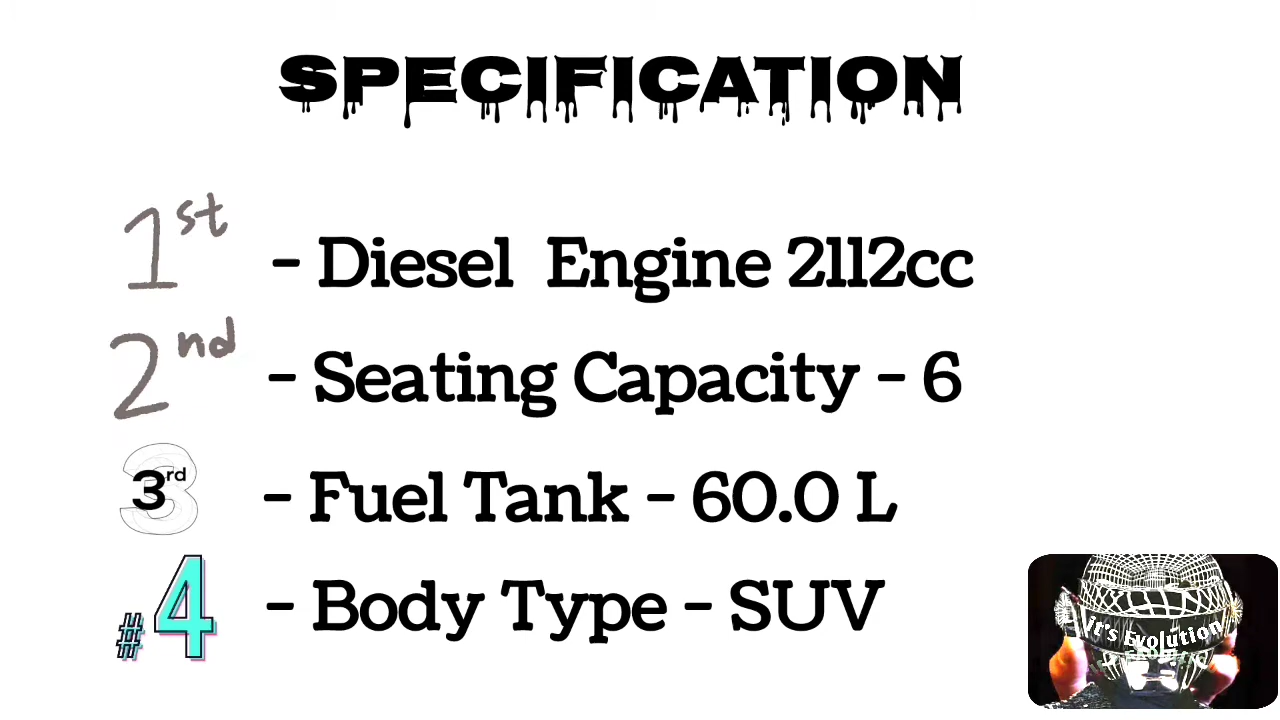 SPECIFICATION
1st - Diesel Engine 2112cc
2nd - Seating Capacity - 6
3rd - Fuel Tank - 60.0 L
#4 - Body Type - SUV
it's Evolution